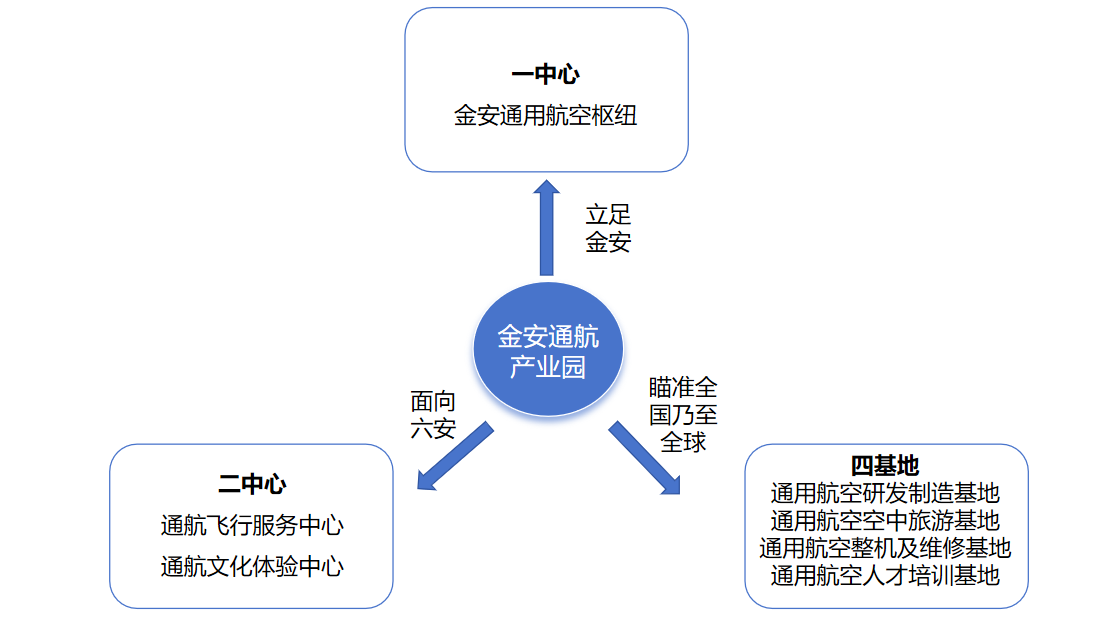 一中心
金安通用航空枢纽
立足
金安
金安通航
产业园
面向
六安
瞄准全
国乃至
全球
二中心
通航飞行服务中心
通航文化体验中心
四基地
通用航空研发制造基地
通用航空空中旅游基地
通用航空整机及维修基地
通用航空人才培训基地